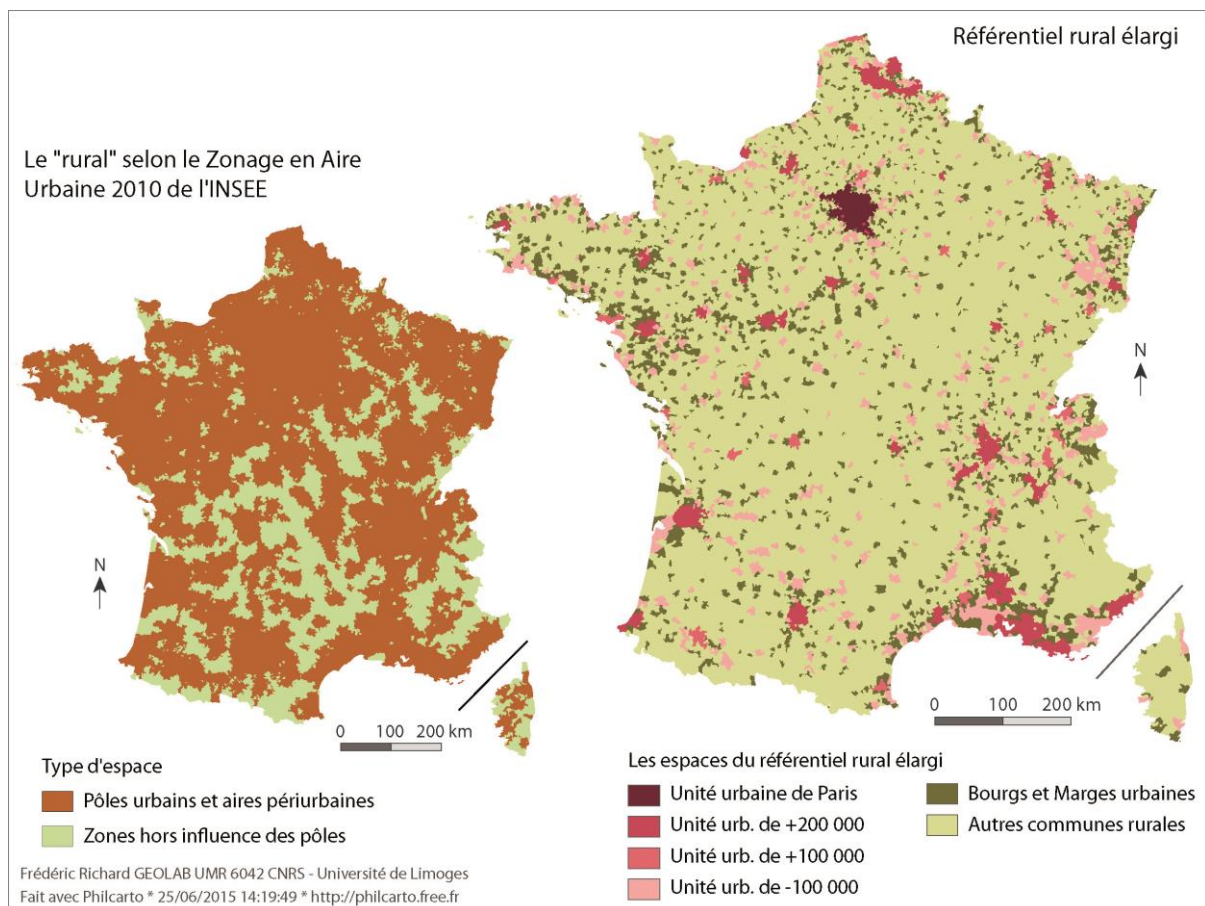 Référentiel rural élargi
Le "rural" selon le Zonage en Aire
Urbaine 2010 de l'INSEE
N
N
0 100 200 km
0 100 200 km
Type d'espace
Pôles urbains et aires périurbaines
Zones hors influence des pôles
Les espaces du référentiel rural élargi
Unité urbaine de Paris
Unité urb. de +200 000
Unité urb. de +100 000
Unité urb. de -100 000
Bourgs et Marges urbaines
Autres communes rurales
Frédéric Richard GEOLAB UMR 6042 CNRS - Université de Limoges
Fait avec Philcarto * 25/06/2015 14:19:49 * http://philcarto.free.fr